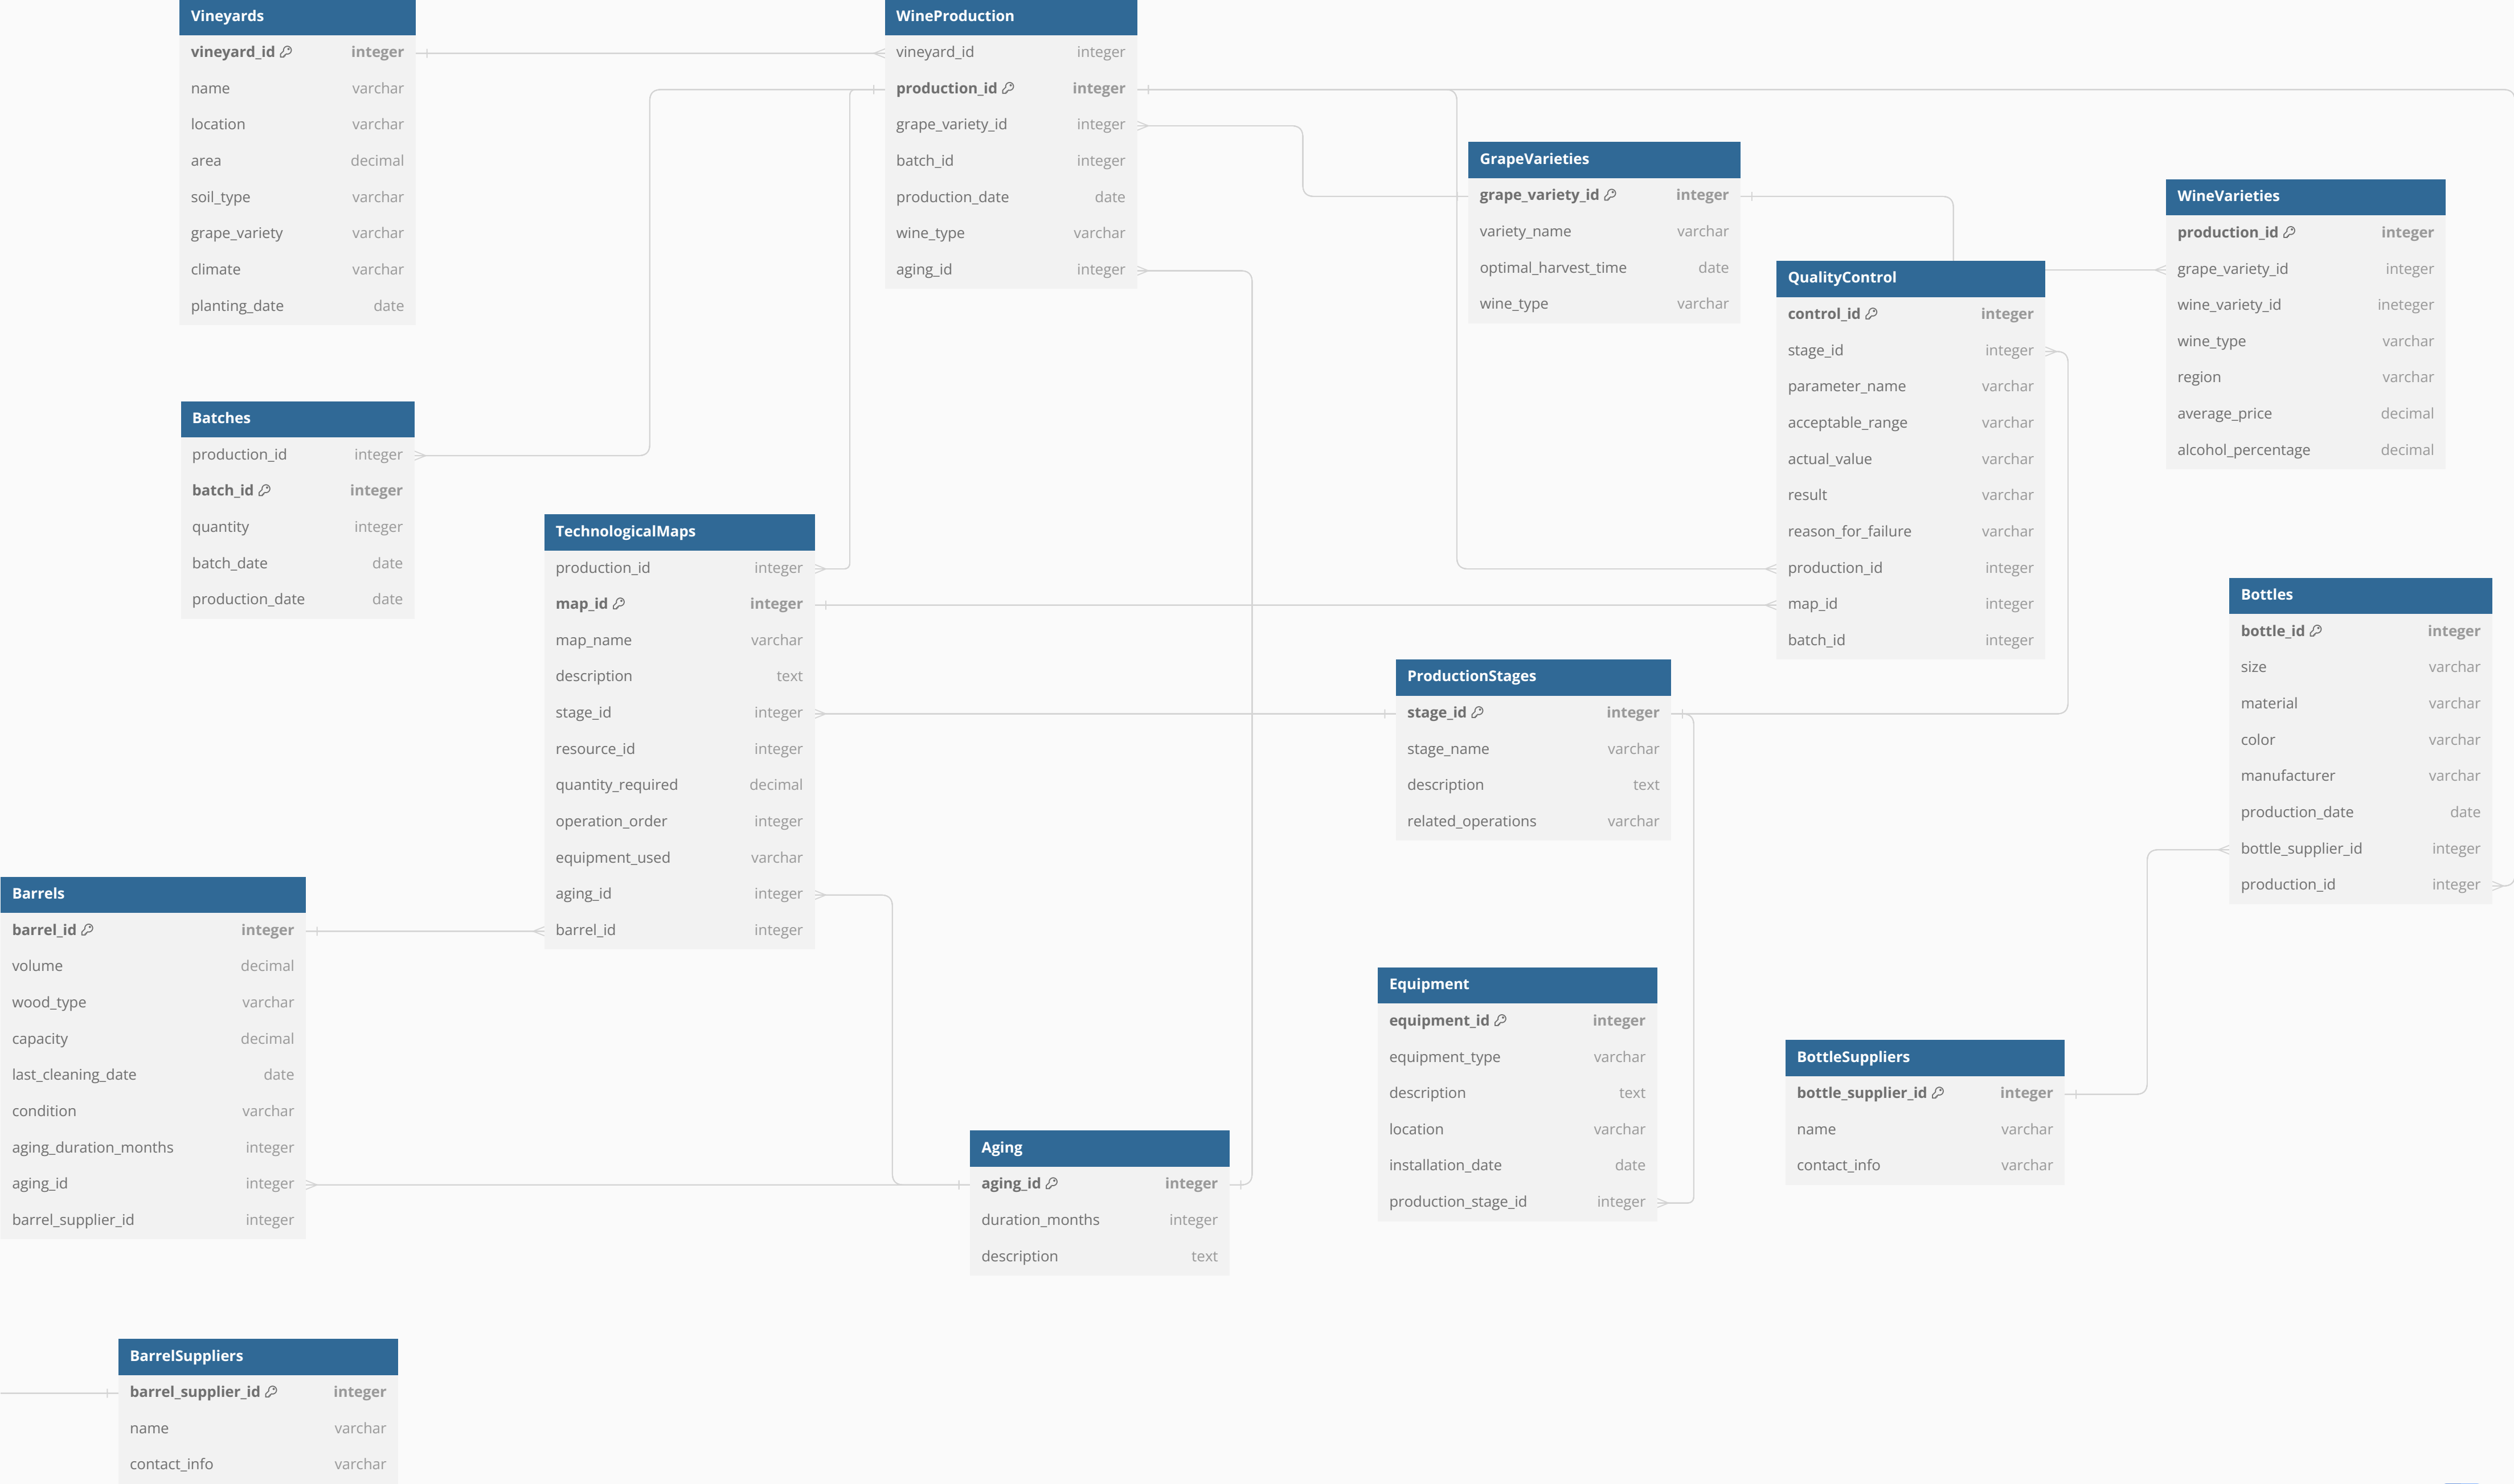 Vineyards
vineyard_id integer
name varchar
location varchar
area decimal
soil_type varchar
grape_variety varchar
climate varchar
planting_date date
WineProduction
vineyard_id integer
production_id integer
grape_variety_id integer
batch_id integer
production_date date
wine_type varchar
aging_id integer
GrapeVarieties
grape_variety_id integer
variety_name varchar
optimal_harvest_time date
wine_type varchar
WineVarieties
production_id integer
grape_variety_id integer
wine_variety_id ineteger
wine_type varchar
region varchar
average_price decimal
alcohol_percentage decimal
QualityControl
control_id integer
stage_id integer
parameter_name varchar
acceptable_range varchar
actual_value varchar
result varchar
reason_for_failure varchar
production_id integer
map_id integer
batch_id integer
Batches
production_id integer
batch_id integer
quantity integer
batch_date date
production_date date
TechnologicalMaps
production_id integer
map_id integer
map_name varchar
description text
stage_id integer
resource_id integer
quantity_required decimal
operation_order integer
equipment_used varchar
aging_id integer
barrel_id integer
ProductionStages
stage_id integer
stage_name varchar
description text
related_operations varchar
Bottles
bottle_id integer
size varchar
material varchar
color varchar
manufacturer varchar
production_date date
bottle_supplier_id integer
production_id integer
Barrels
barrel_id integer
volume decimal
wood_type varchar
capacity decimal
last_cleaning_date date
condition varchar
aging_duration_months integer
aging_id integer
barrel_supplier_id integer
Equipment
equipment_id integer
equipment_type varchar
description text
location varchar
installation_date date
production_stage_id integer
BottleSuppliers
bottle_supplier_id integer
name varchar
contact_info varchar
Aging
aging_id integer
duration_months integer
description text
BarrelSuppliers
barrel_supplier_id integer
name varchar
contact_info varchar